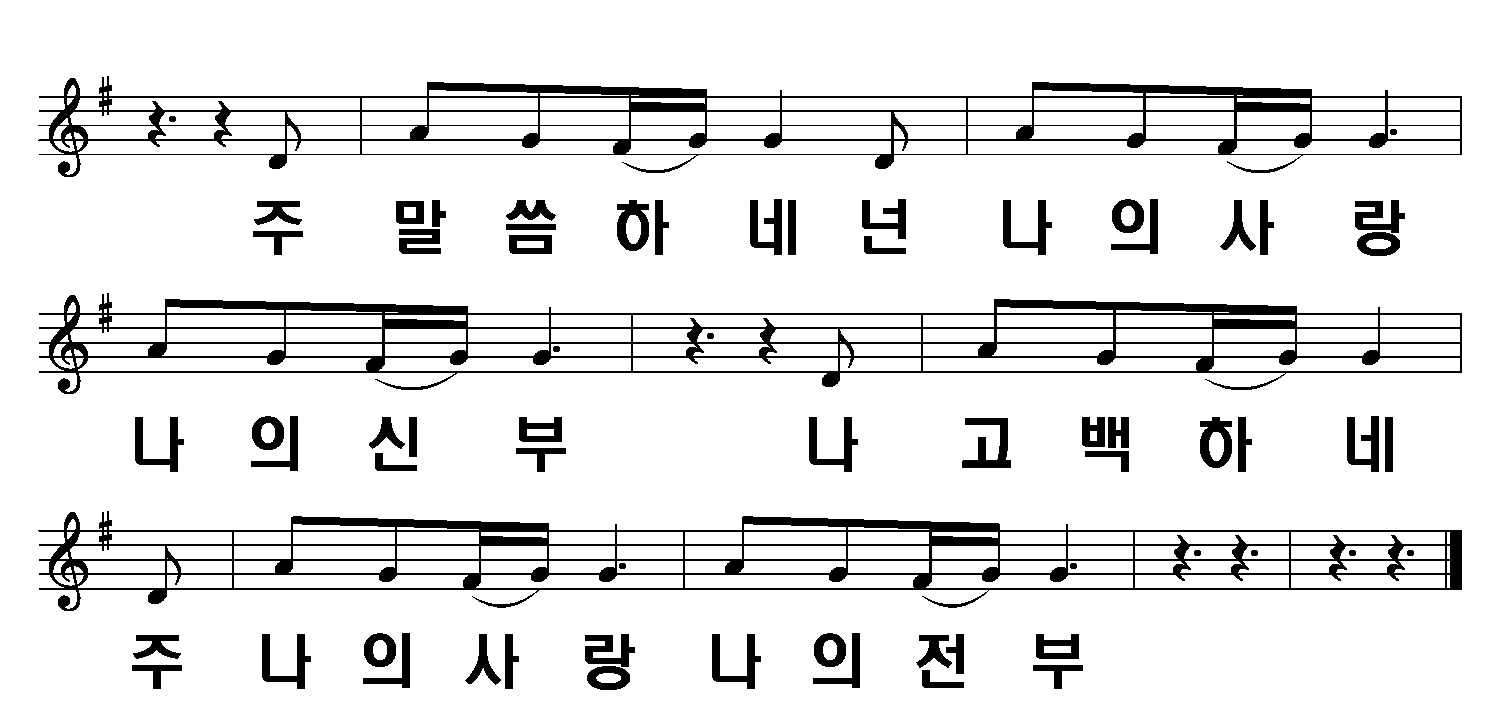 주 말 씀 하 네 넌 나 의 사 랑
나 의 신 부 나 고 백 하 네
주 나 의 사 랑 나 의 전 부